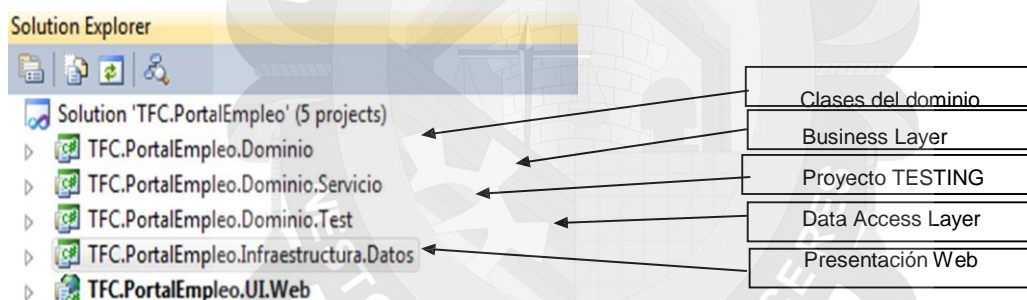 Solution Explorer
Solution 'TFC.PortalEmpleo' (5 projects)
TFC.PortalEmpleo.Dominio
TFC.PortalEmpleo.Dominio.Servicio
TFC.PortalEmpleo.Dominio.Test
TFC.PortalEmpleo.Infraestructura.Datos
TFC.PortalEmpleo.UI.Web
Clases del dominio
Business Layer
Proyecto TESTING
Data Access Layer
Presentación Web